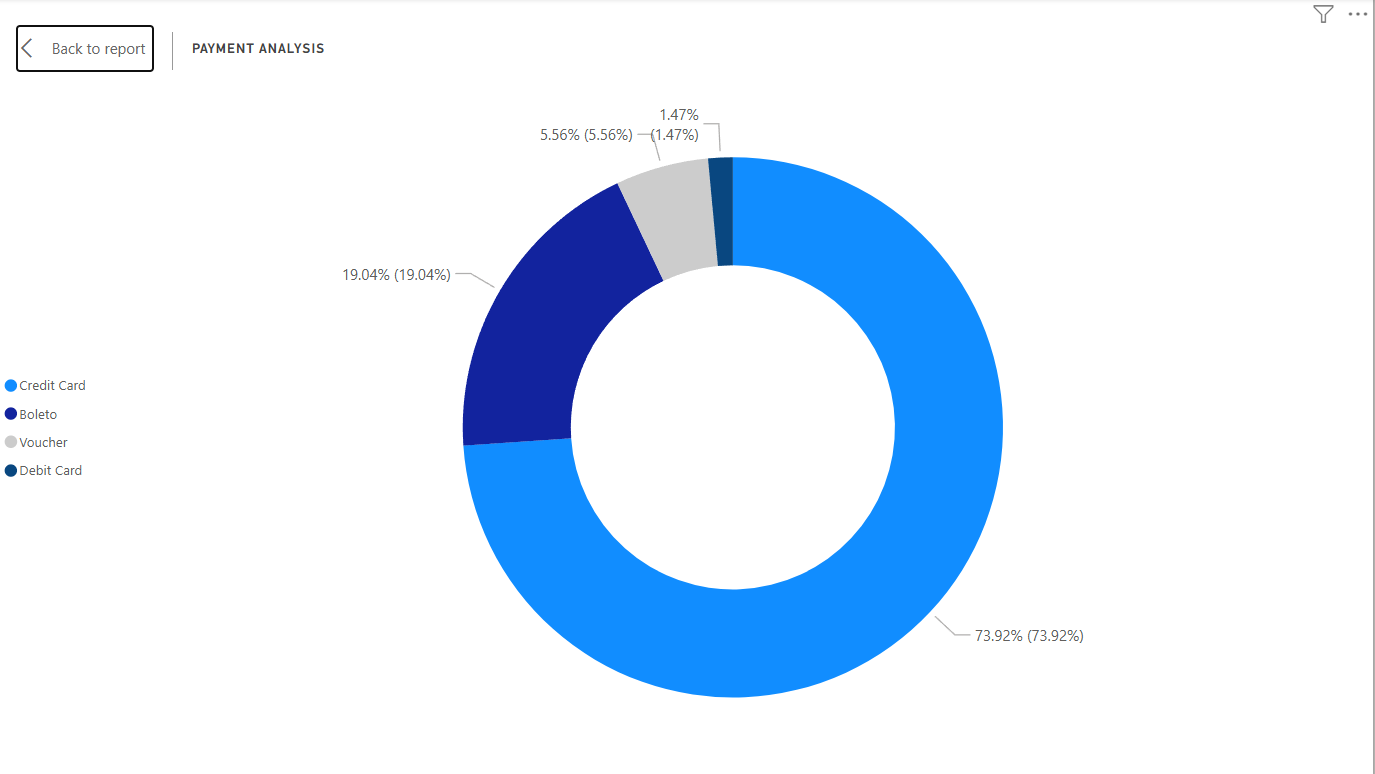 Back to report
PAYMENT ANALYSIS
1.47%
(1.47%)
5.56% (5.56%)
19.04% (19.04%)
Credit Card
Boleto
Voucher
Debit Card
73.92% (73.92%)